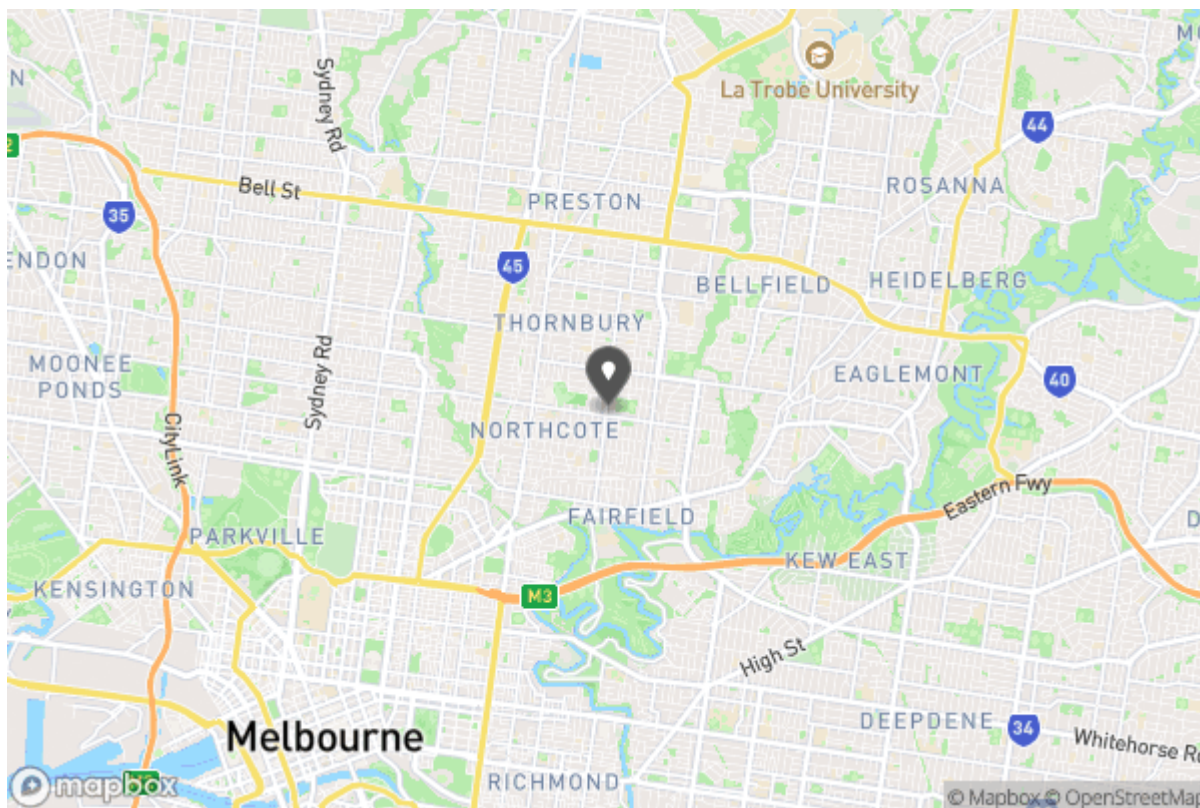 La Trobe University
Sydney Rd
44
2
Bell St
PRESTON
ROSANNA
35
45
ENDON
BELLFIELD
HEIDELBERG
THORNBURY
MOONEE
PONDS
Sydney Rd
EAGLEMONT
40
CityLink
NORTHCOTE
Eastern Fwy
FAIRFIELD
PARKVILLE
KEW EAST
KENSINGTON
M3
High St
DEEPDENE
34
Melbourne
Whitehorse Rd
RICHMOND
mapbox
© Mapbox © OpenStreetMap